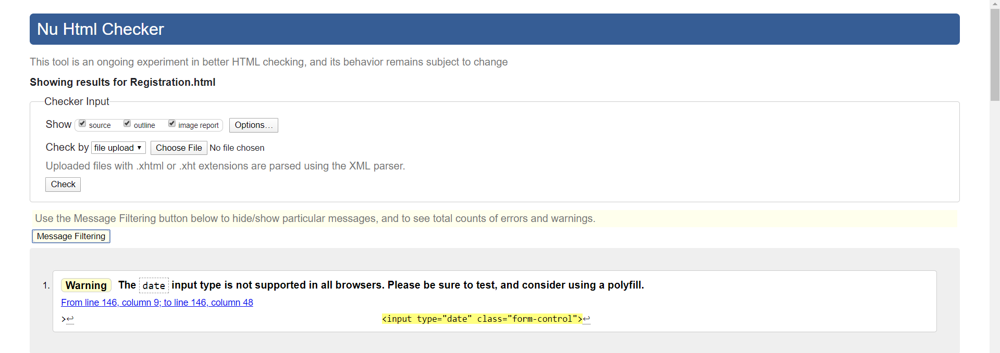 Nu Html Checker
This tool is an ongoing experiment in better HTML checking, and its behavior remains subject to change
Showing results for Registration.html
Checker Input
Show source outline image report Options...
Check by file upload ▼ Choose File No file chosen
Uploaded files with .xhtml or .xht extensions are parsed using the XML parser.
Check
Use the Message Filtering button below to hide/show particular messages, and to see total counts of errors and warnings.
Message Filtering
1. Warning The date input type is not supported in all browsers. Please be sure to test, and consider using a polyfill.
From line 146, column 9; to line 146, column 48
>↩ <input type="date" class="form-control">↩